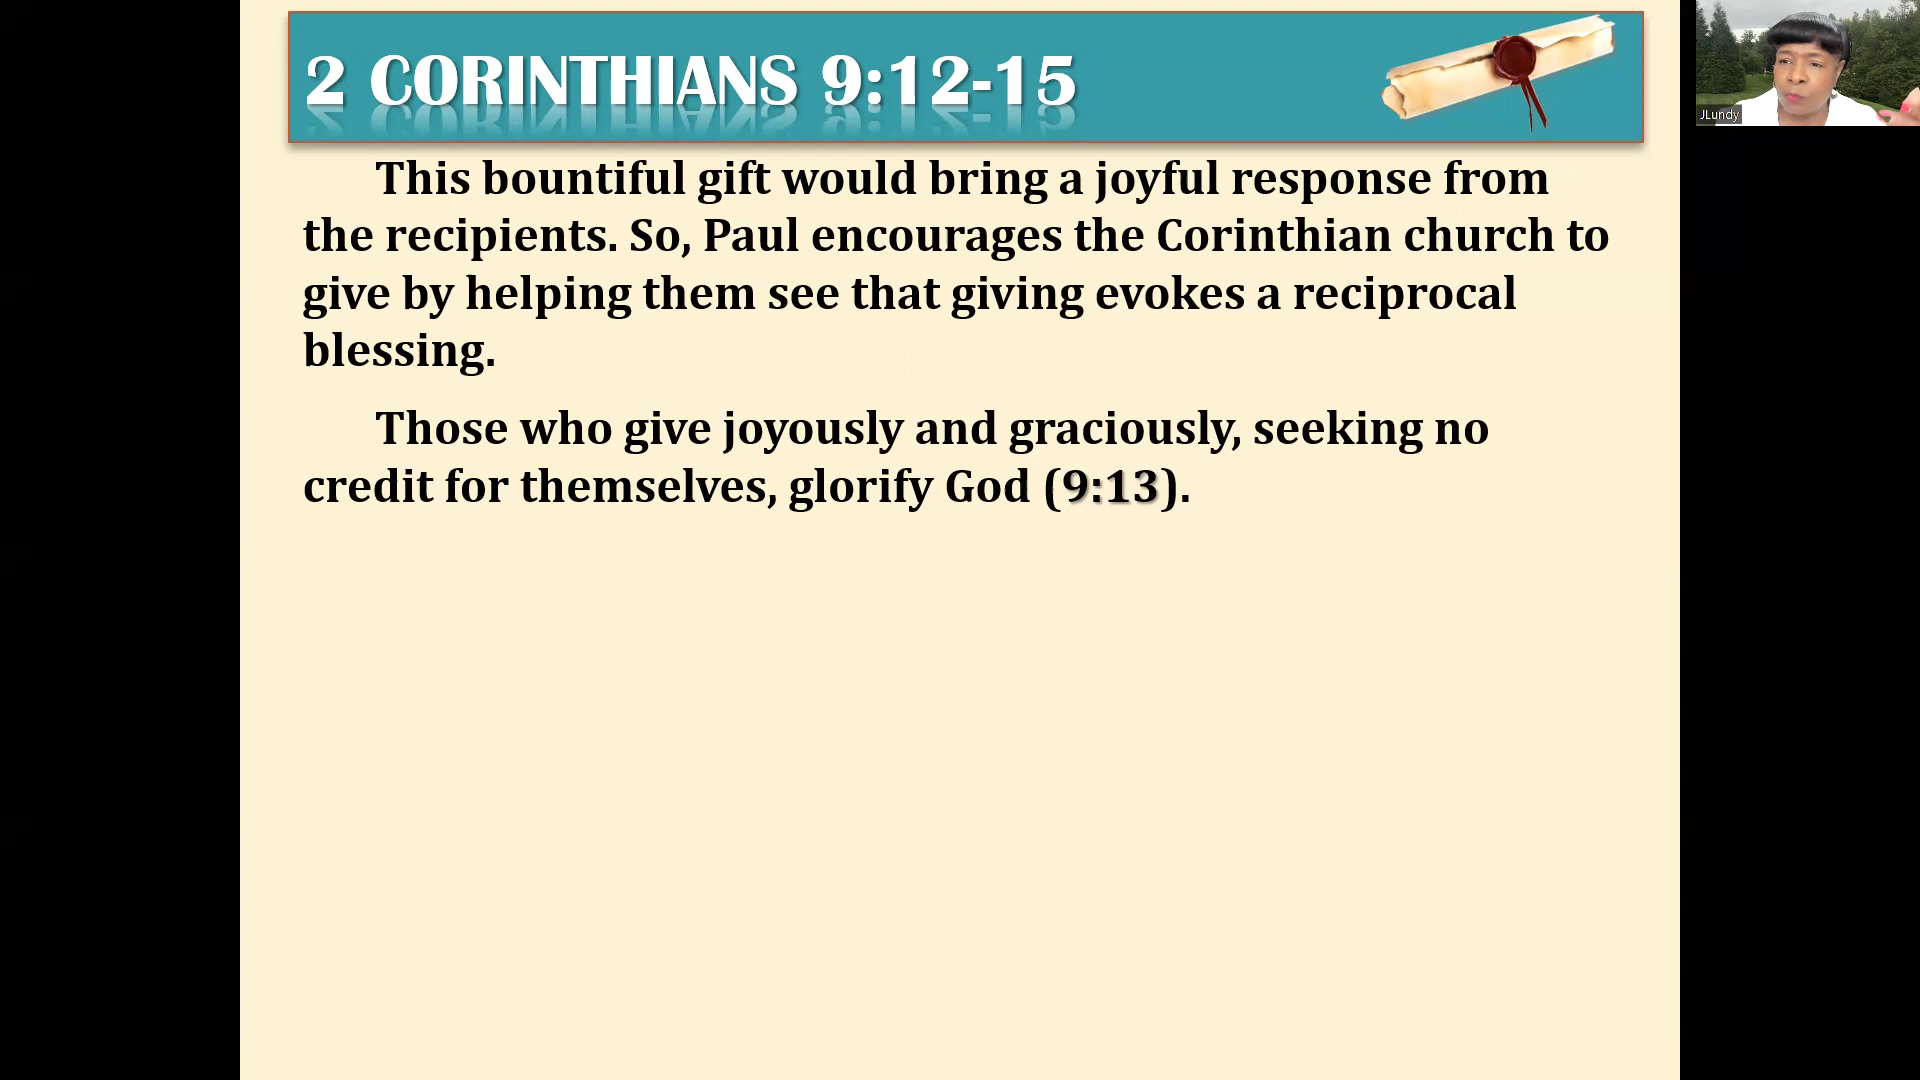 2 CORINTHIANS 9:12-15
JLundy
This bountiful gift would bring a joyful response from
the recipients. So, Paul encourages the Corinthian church to
give by helping them see that giving evokes a reciprocal
blessing.
Those who give joyously and graciously, seeking no
credit for themselves, glorify God (9:13).